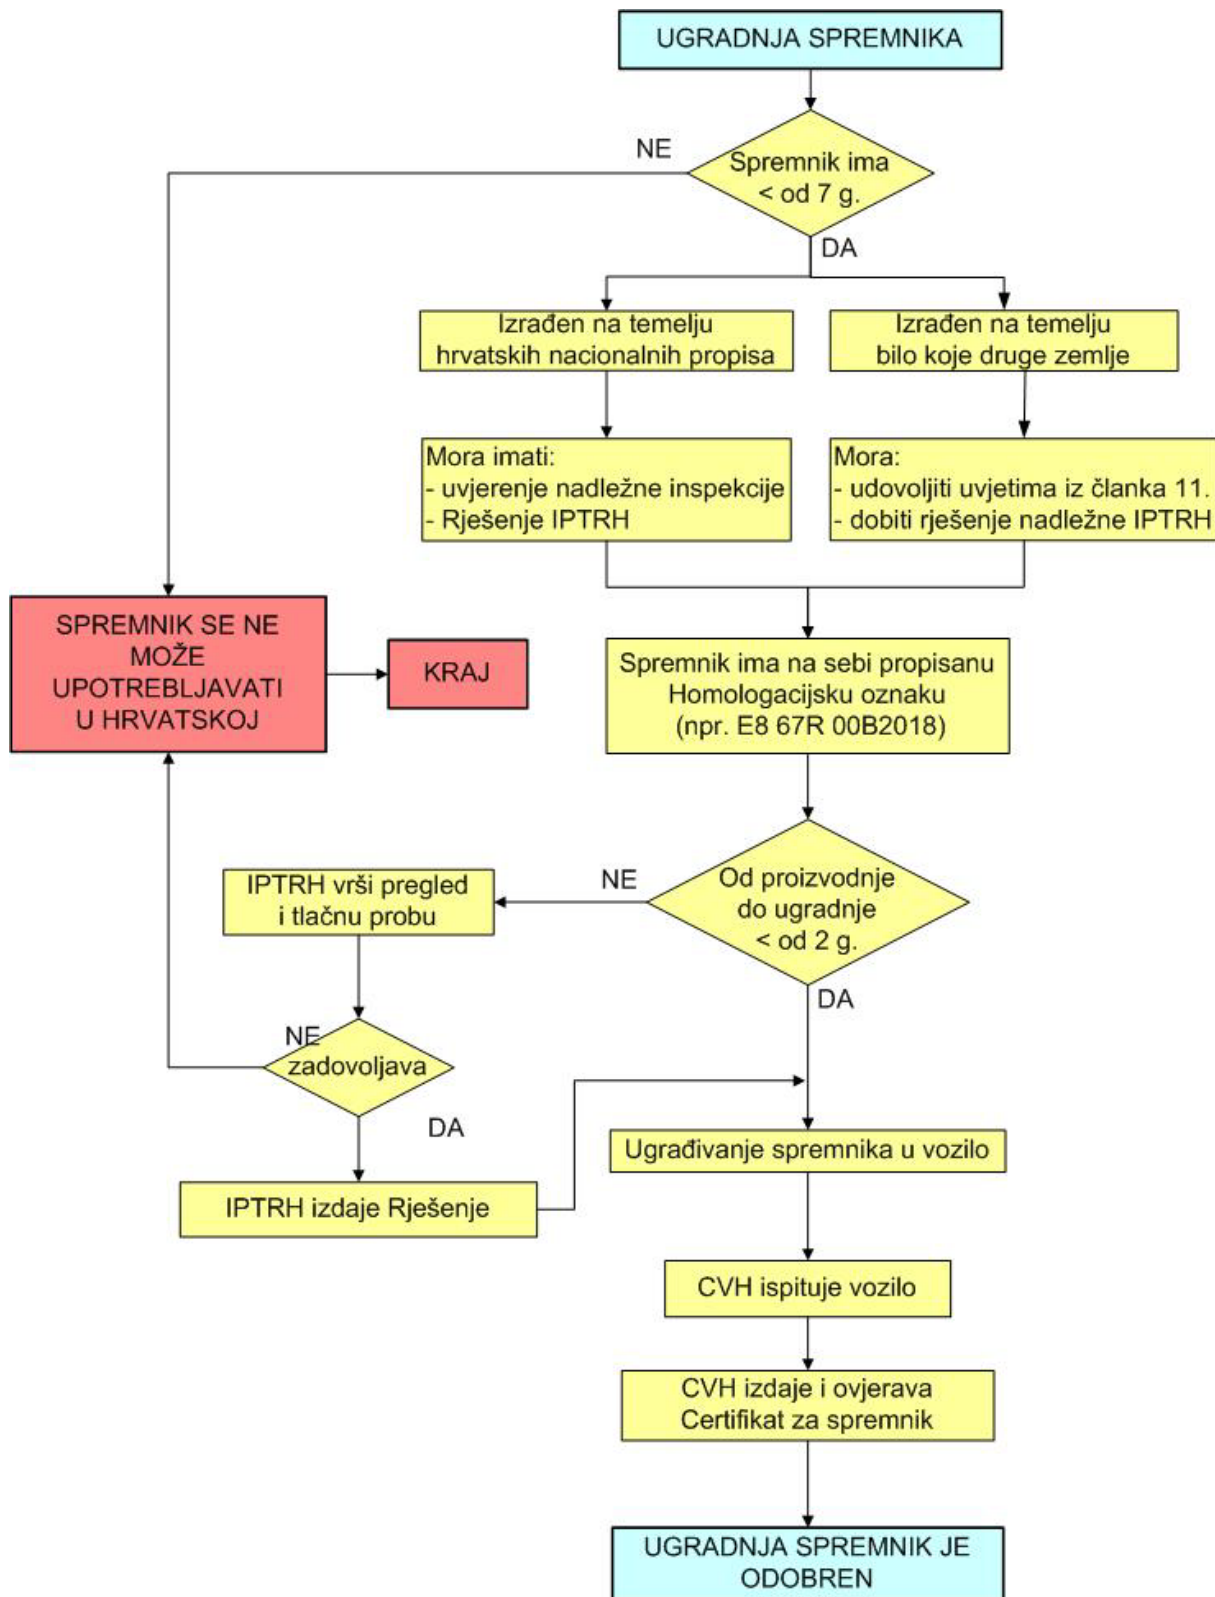 UGRADNJA SPREMNIKA
NE
Spremnik ima
< od 7 g.
DA
Izrađen na temelju
hrvatskih nacionalnih propisa
Izrađen na temelju
bilo koje druge zemlje
Mora imati:
- uvjerenje nadležne inspekcije
- Rješenje IPTRH
Mora:
- udovoljiti uvjetima iz članka 11.
- dobiti rješenje nadležne IPTRH
SPREMNIK SE NE
MOŽE
UPOTREBLJAVATI
U HRVATSKOJ
KRAJ
Spremnik ima na sebi propisanu
Homologacijsku oznaku
(npr. E8 67R 00B2018)
IPTRH vrši pregled
i tlačnu probu
NE
Od proizvodnje
do ugradnje
< od 2 g.
DA
NE
zadovoljava
DA
Ugrađivanje spremnika u vozilo
IPTRH izdaje Rješenje
CVH ispituje vozilo
CVH izdaje i ovjerava
Certifikat za spremnik
UGRADNJA SPREMNIK JE
ODOBREN